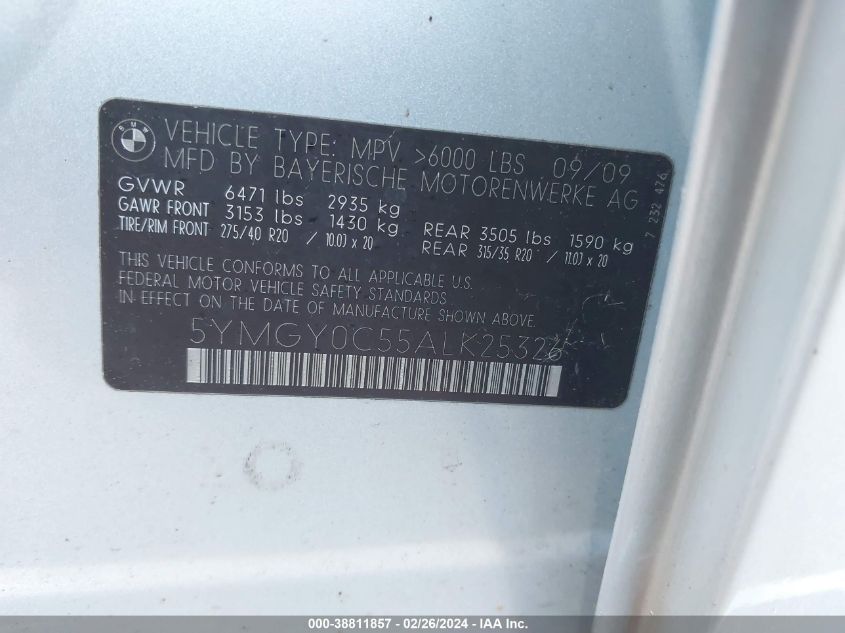 BMW
VEHICLE TYPE: MPV >6000 LBS 09/09
MFD BY BAYERISCHE MOTORENWERKE AG
GVWR 6471 lbs 2935 kg
GAWR FRONT 3153 lbs 1430 kg REAR 3505 lbs 1590 kg
TIRE/RIM FRONT 275/40 R20 / 10.0J x 20 REAR 315/35 R20 / 11.0J x 20
THIS VEHICLE CONFORMS TO ALL APPLICABLE U.S.
FEDERAL MOTOR VEHICLE SAFETY STANDARDS
IN EFFECT ON THE DATE OF MANUFACTURE SHOWN ABOVE.
5YMGY0C55ALK25326
7 232 476
000-38811857 - 02/26/2024 - IAA Inc.